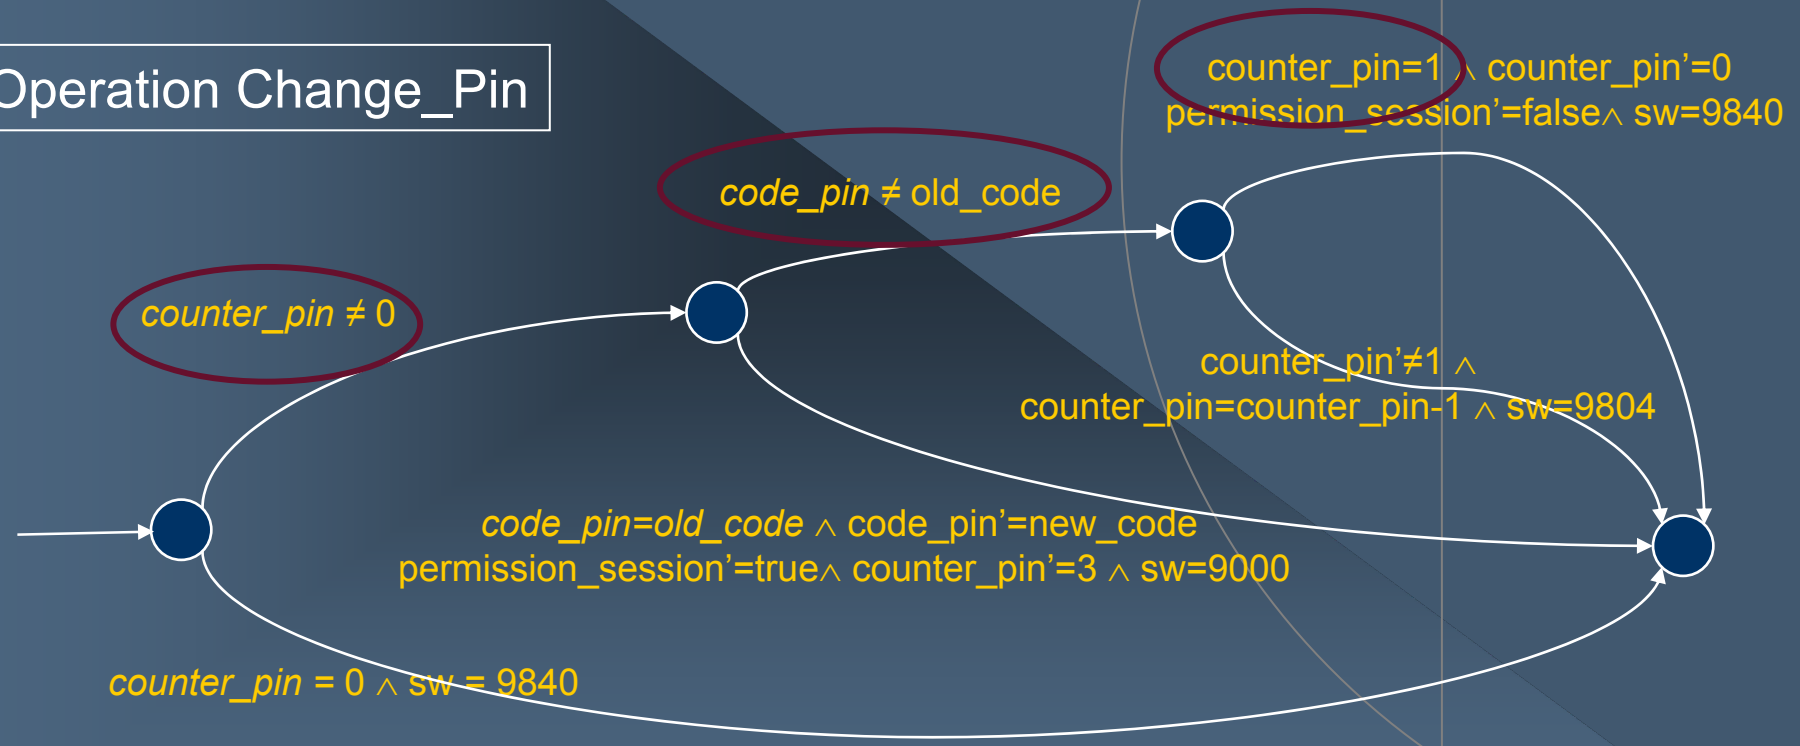 Operation Change_Pin
counter_pin=1 ∧ counter_pin’=0
permission_session’=false∧ sw=9840
code_pin ≠ old_code
counter_pin ≠ 0
counter_pin’≠1 ∧
counter_pin=counter_pin-1 ∧ sw=9804
code_pin=old_code ∧ code_pin’=new_code
permission_session’=true∧ counter_pin’=3 ∧ sw=9000
counter_pin = 0 ∧ sw = 9840